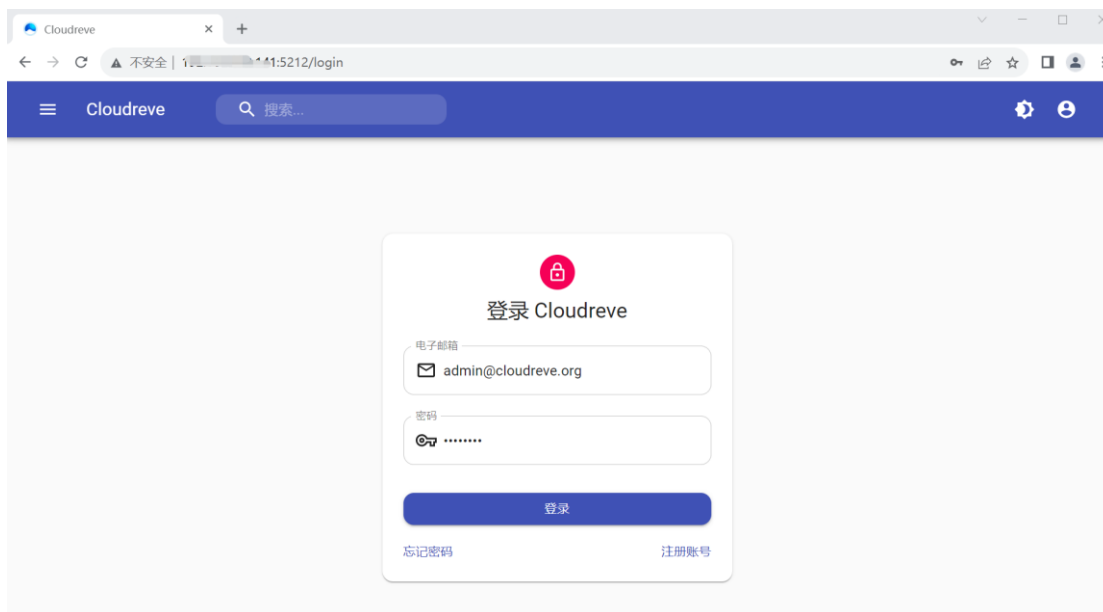 Cloudreve
不安全 141:5212/login
Cloudreve 搜索...
登录 Cloudreve
电子邮箱
admin@cloudreve.org
密码
········
登录
忘记密码 注册账号